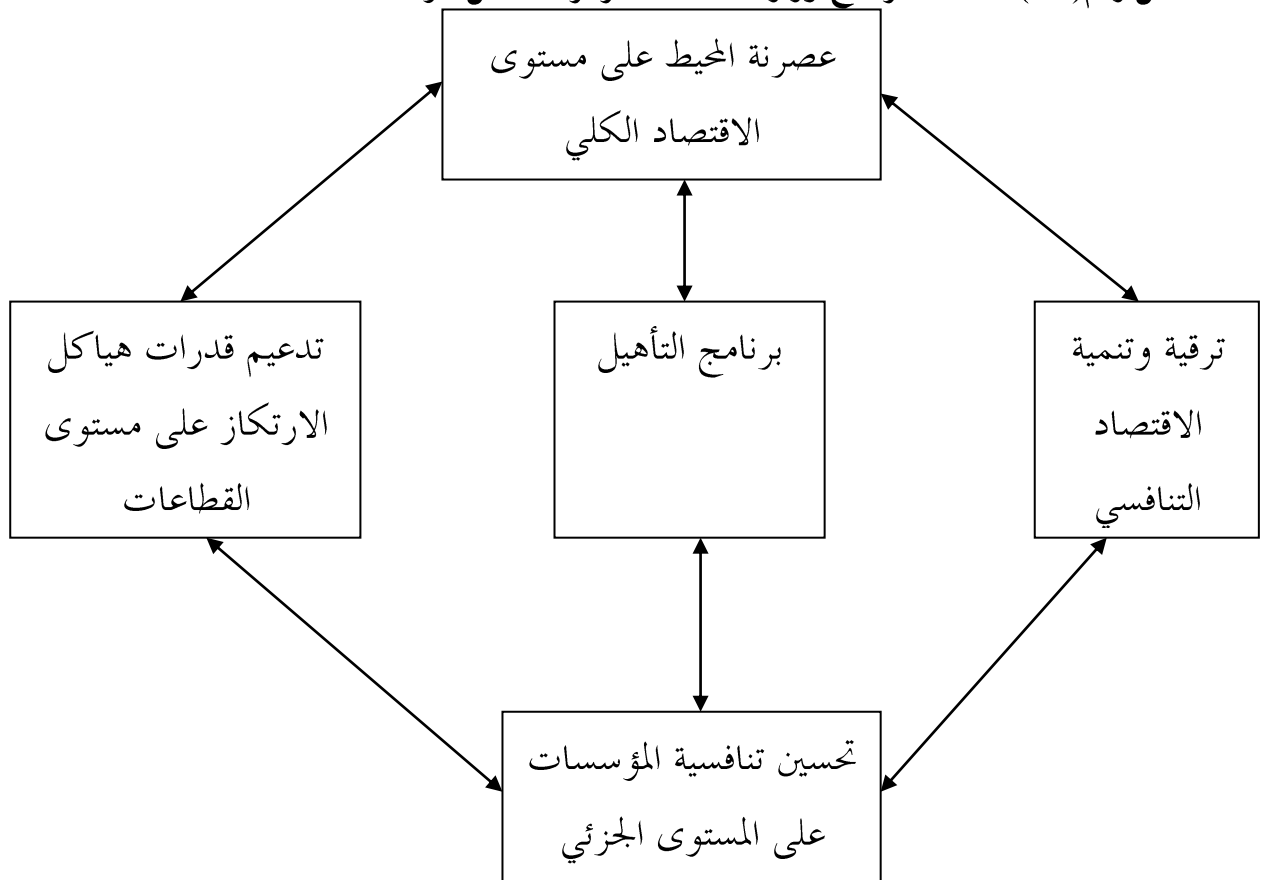 عصرنة المحيط على مستوى
الاقتصاد الكلي
ترقية وتنمية
الاقتصاد
التنافسي
برنامج التأهيل
تدعيم قدرات هياكل
الارتكاز على مستوى
القطاعات
تحسين تنافسية المؤسسات
على المستوى الجزئي